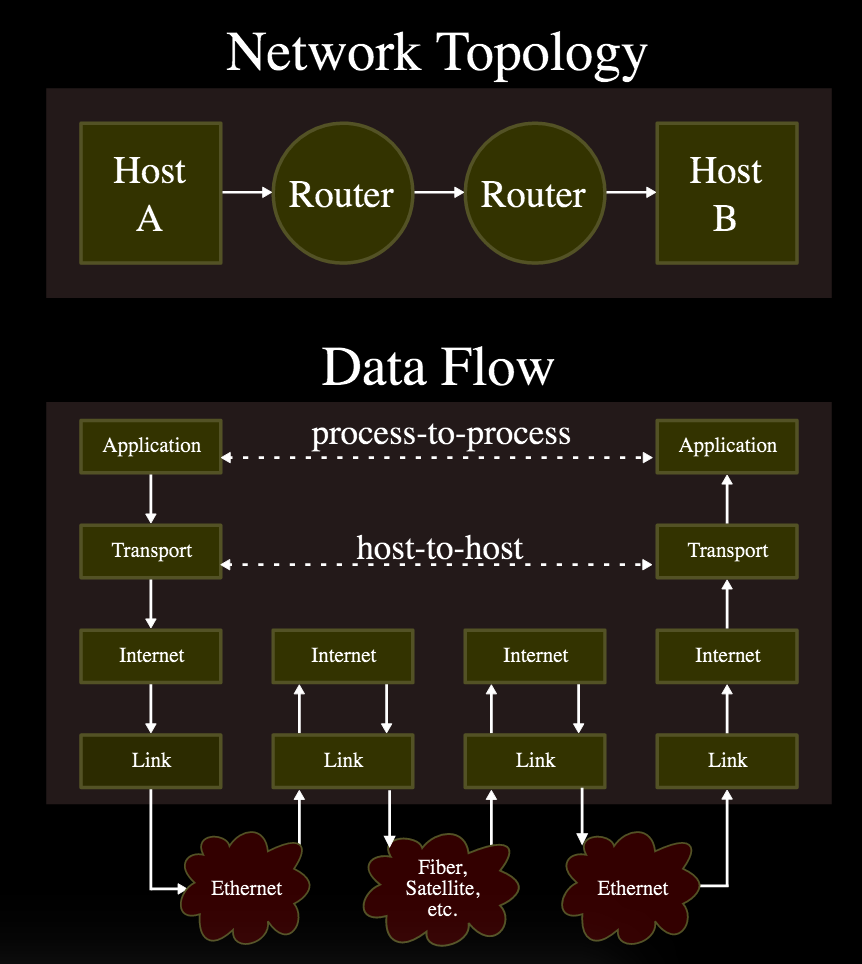 Network Topology
Host
A
Router
Router
Host
B
Data Flow
Application
process-to-process
Application
Transport
host-to-host
Transport
Internet
Internet
Internet
Internet
Link
Link
Link
Link
Ethernet
Fiber,
Satellite,
etc.
Ethernet